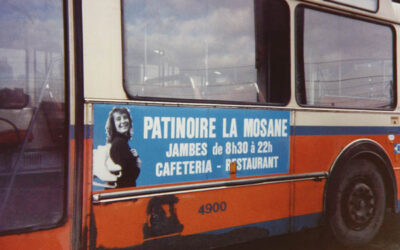 PATINOIRE LA MOSANE
JAMBES de 8h30 à 22h
CAFETERIA - RESTAURANT
4900